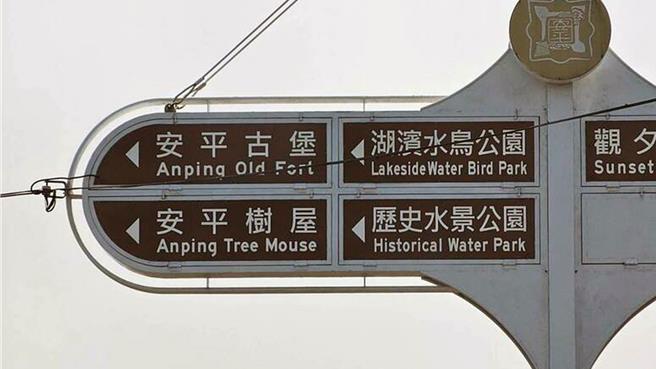 安平古堡
Anping Old Fort
湖濱水鳥公園
Lakeside Water Bird Park
觀夕
Sunset
安平樹屋
Anping Tree Mouse
歷史水景公園
Historical Water Park